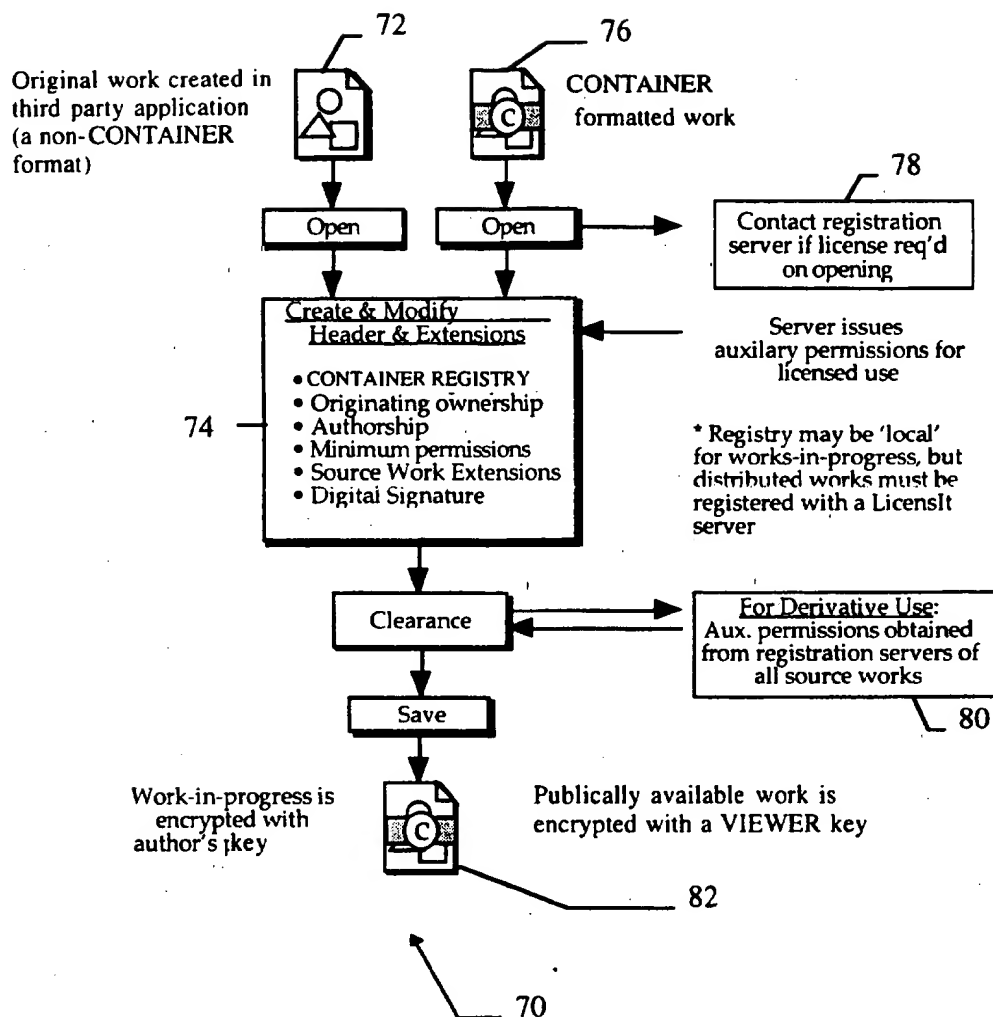 72
76
Original work created in
third party application
(a non-CONTAINER
format)
CONTAINER
formatted work
C
78
Open
Open
Contact registration
server if license req'd
on opening
Create & Modify
Header & Extensions
Server issues
auxilary permissions for
licensed use
• CONTAINER REGISTRY
• Originating ownership
• Authorship
• Minimum permissions
• Source Work Extensions
• Digital Signature
74
* Registry may be 'local'
for works-in-progress, but
distributed works must be
registered with a LicensIt
server
Clearance
For Derivative Use:
Aux. permissions obtained
from registration servers of
all source works
80
Save
Work-in-progress is
encrypted with
author's key
C
Publically available work is
encrypted with a VIEWER key
82
70